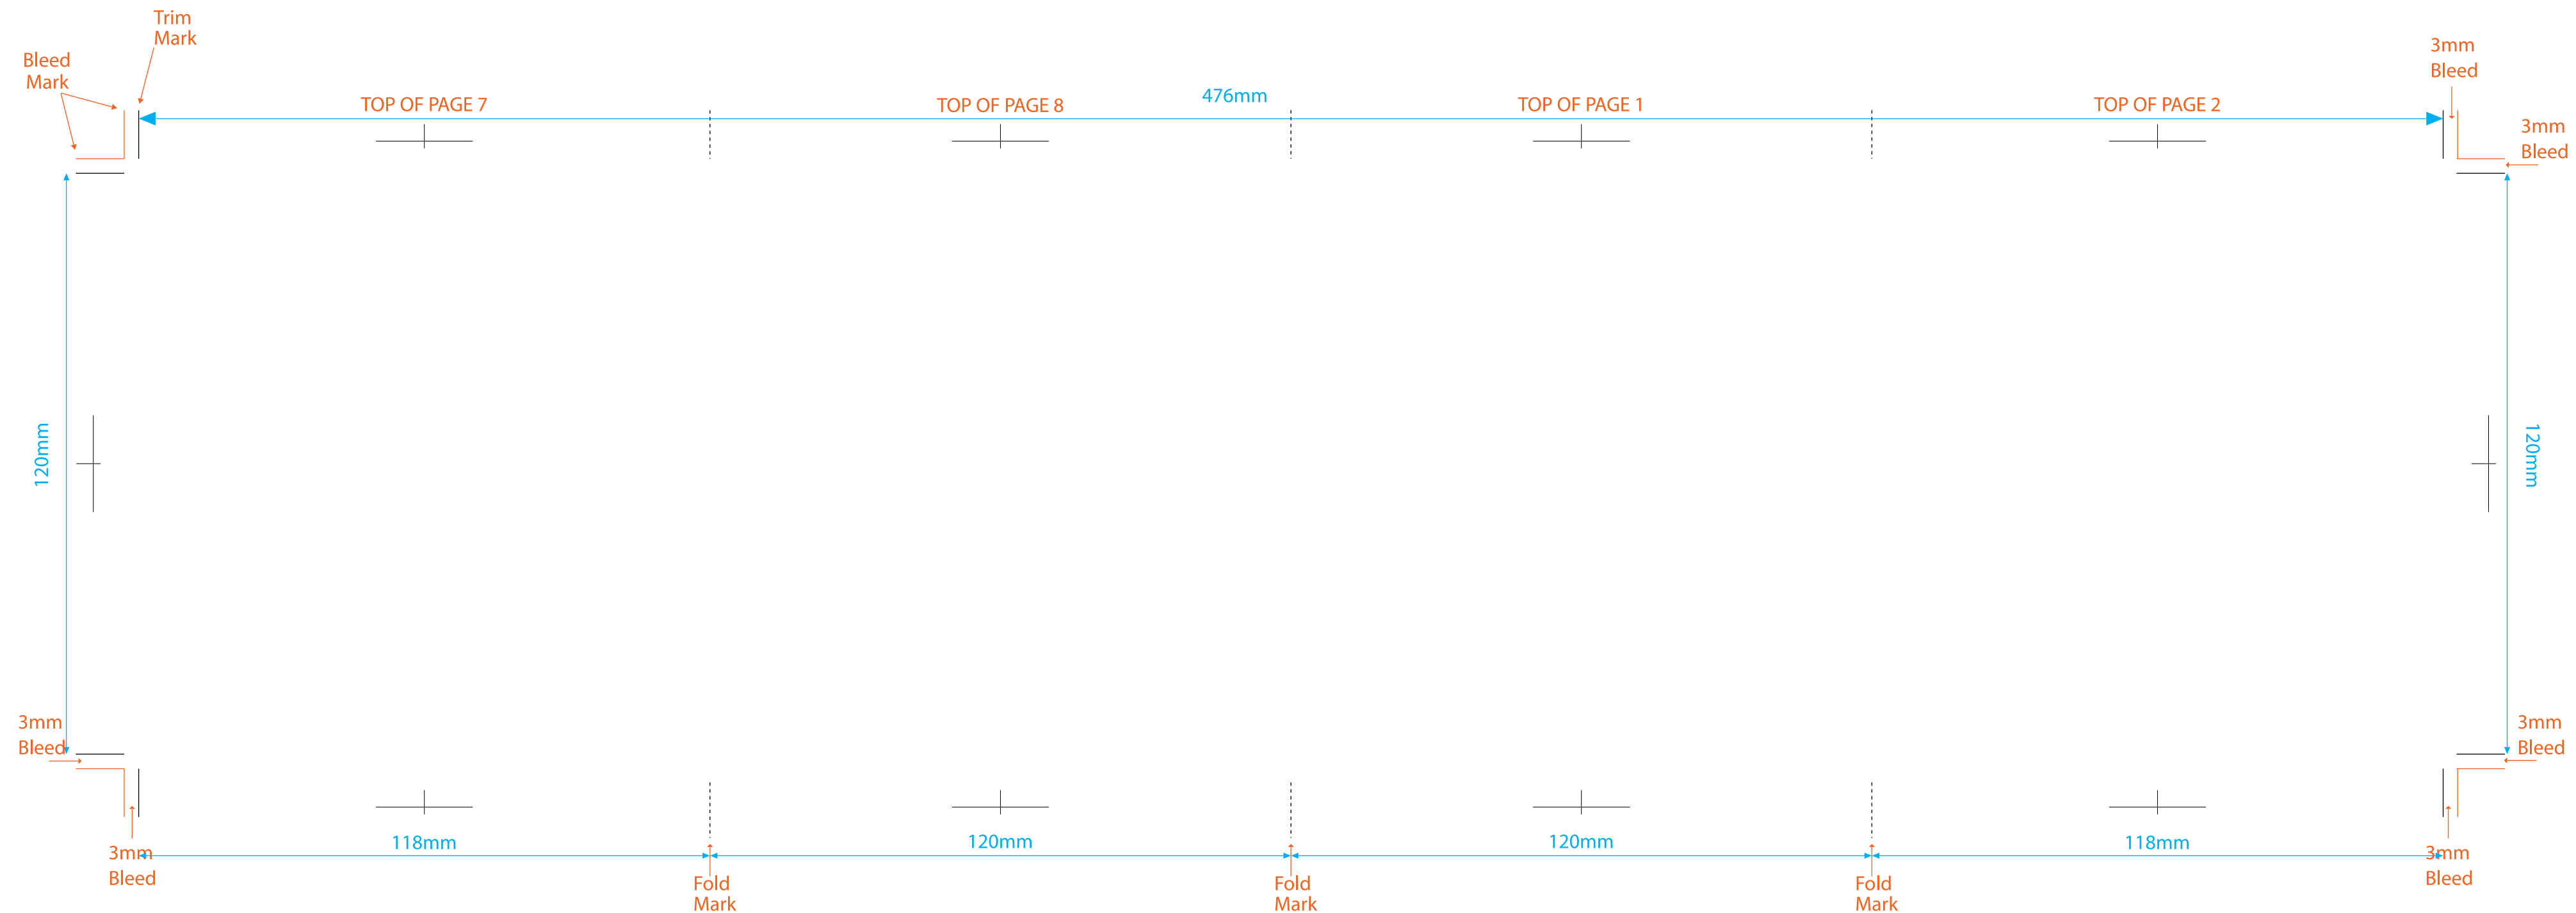 Trim
Mark
Bleed
Mark
3mm
Bleed
TOP OF PAGE 7
TOP OF PAGE 8
476mm
TOP OF PAGE 1
TOP OF PAGE 2
3mm
Bleed
120mm
120mm
3mm
Bleed
3mm
Bleed
118mm
120mm
120mm
118mm
3mm
Bleed
3mm
Bleed
Fold
Mark
Fold
Mark
Fold
Mark